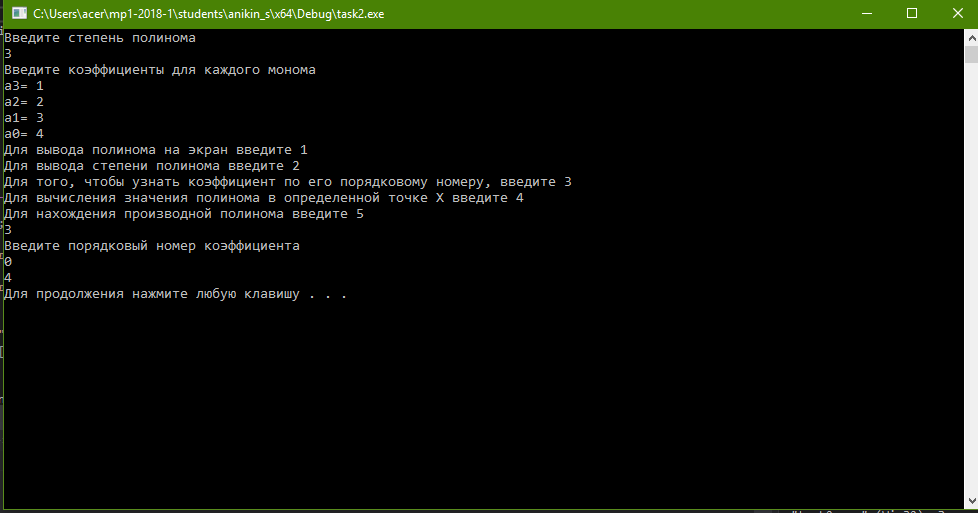 C:\Users\acer\mp1-2018-1\students\anikin_s\x64\Debug\task2.exe
Введите степень полинома
3
Введите коэффициенты для каждого монома
a3= 1
a2= 2
a1= 3
a0= 4
Для вывода полинома на экран введите 1
Для вывода степени полинома введите 2
Для того, чтобы узнать коэффициент по его порядковому номеру, введите 3
Для вычисления значения полинома в определенной точке X введите 4
Для нахождения производной полинома введите 5
3
Введите порядковый номер коэффициента
0
4
Для продолжения нажмите любую клавишу . . .